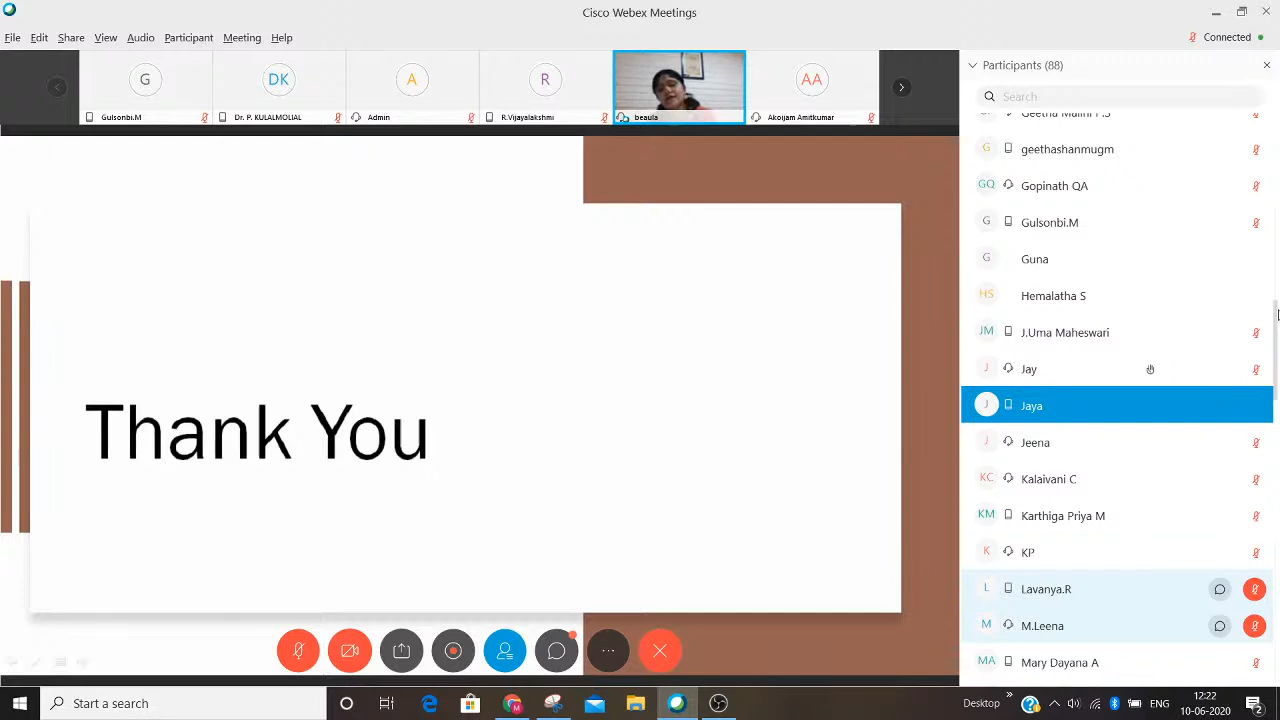 Cisco Webex Meetings
File Edit Share View Audio Participant Meeting Help
Connected
G
DK
A
R
AA
Gulsonbi.M
Dr. P. KULALMOLIAL
Admin
R.Vijayalakshmi
beaula
Akoijam Amitkumar
Participants (88)
Search
Geetha Malini P.S
G geethashanmugm
GQ Gopinath QA
G Gulsonbi.M
G Guna
HS Hemalatha S
JM J.Uma Maheswari
J Jay
J Jaya
J Jeena
KC Kalaivani C
KM Karthiga Priya M
K KP
L Lavanya.R
M M.Leena
MA Mary Dayana A
Thank You
Start a search
Desktop
ENG
12:22
10-06-2020
2